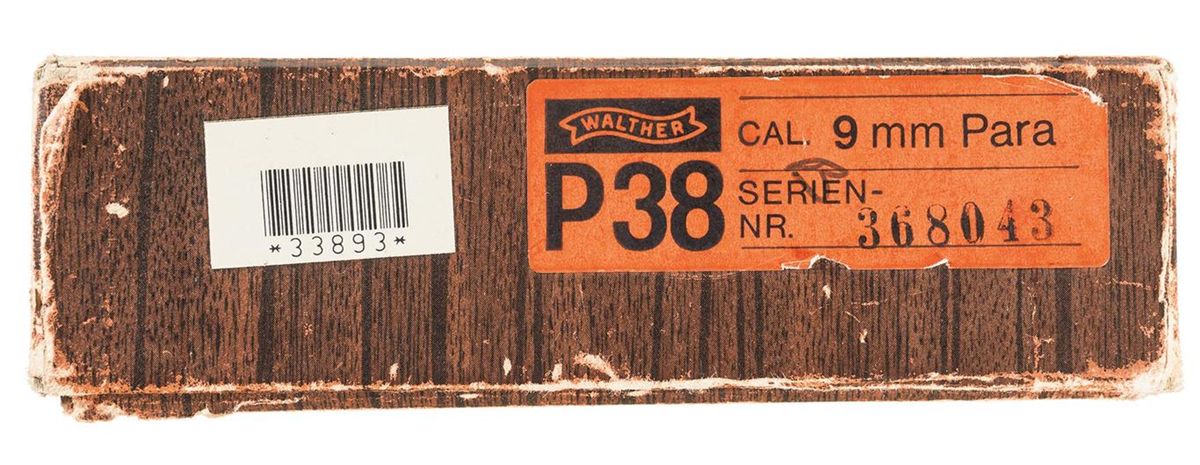 *33893*
WALTHER
P38
CAL. 9 mm Para
SERIEN-
NR. 368043